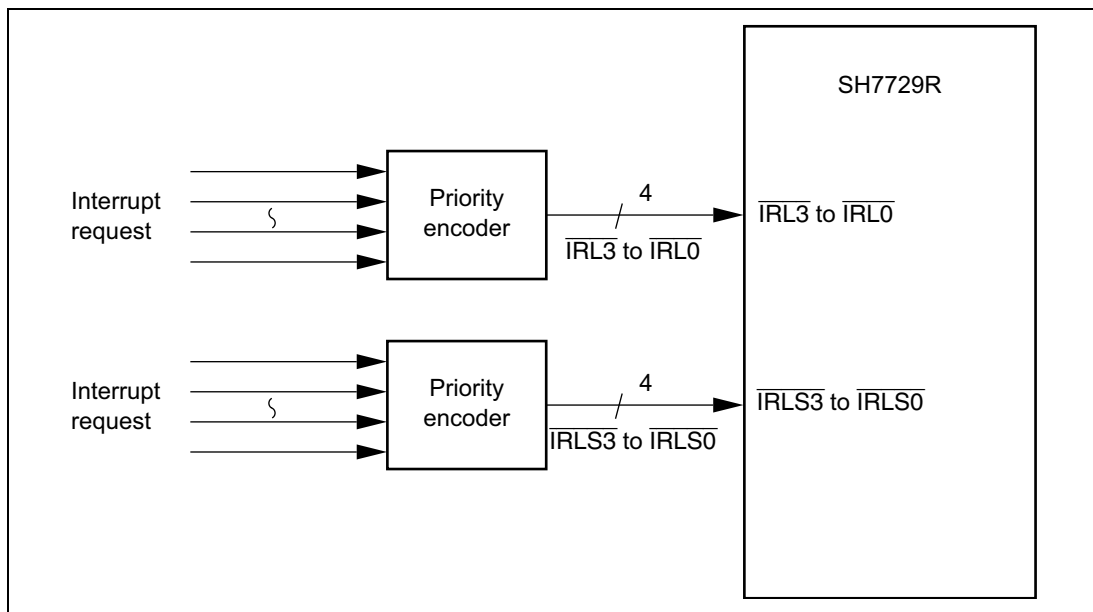 SH7729R
Interrupt
request
Priority
encoder
4
IRL3 to IRL0
IRL3 to IRL0
Interrupt
request
Priority
encoder
4
IRLS3 to IRLS0
IRLS3 to IRLS0